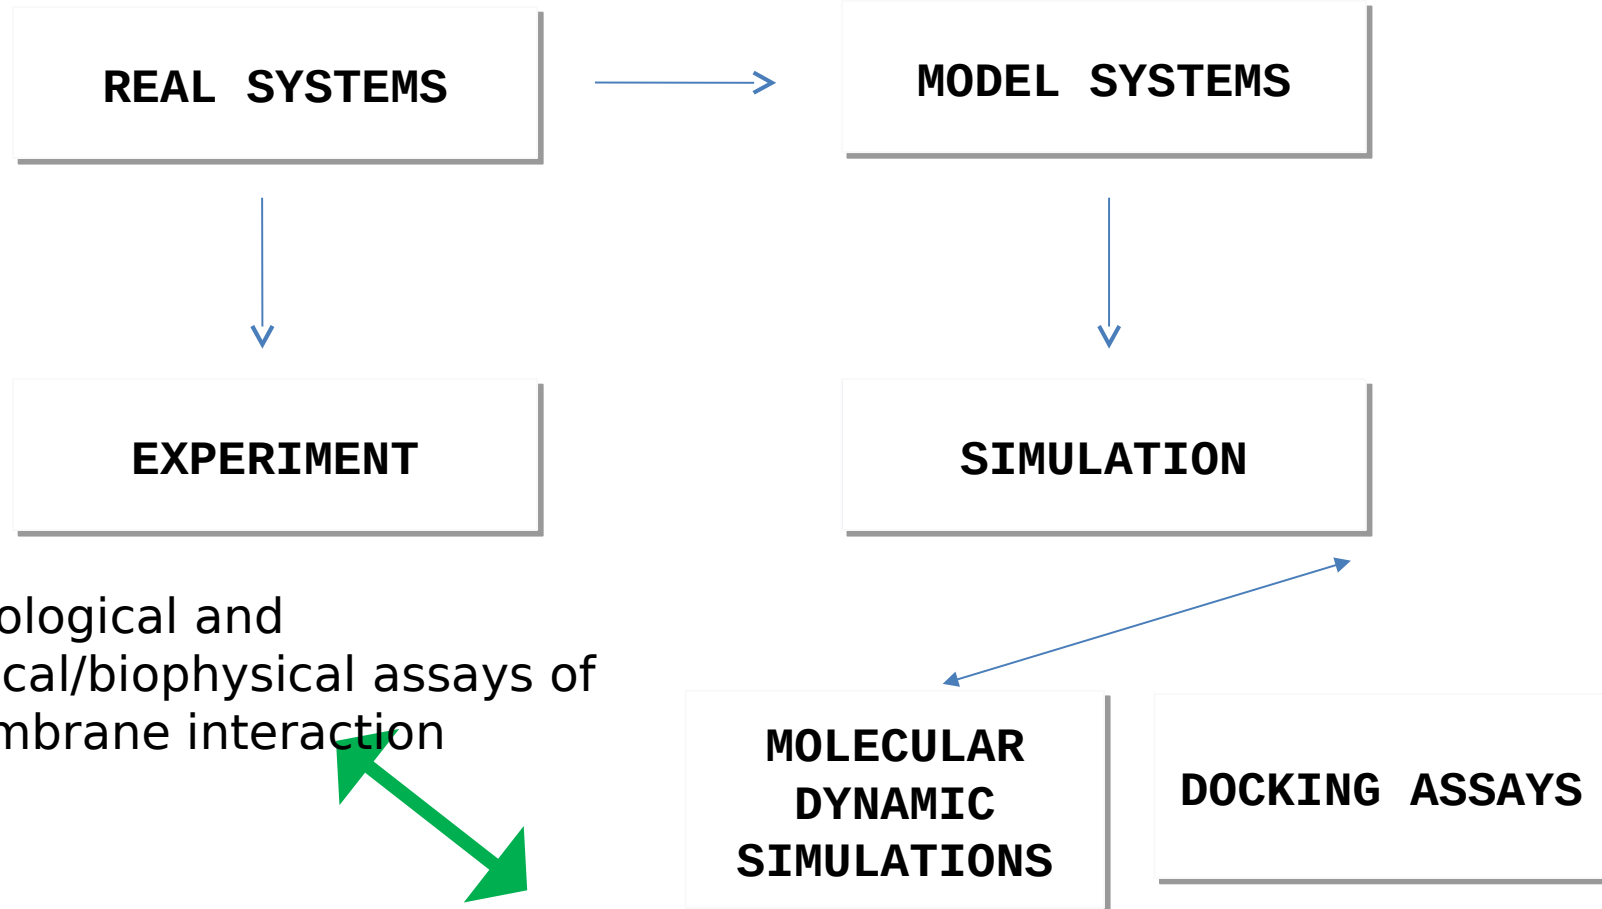 REAL SYSTEMS
MODEL SYSTEMS
EXPERIMENT
SIMULATION
ological and
cal/biophysical assays of
mbrane interaction
MOLECULAR
DYNAMIC
SIMULATIONS
DOCKING ASSAYS